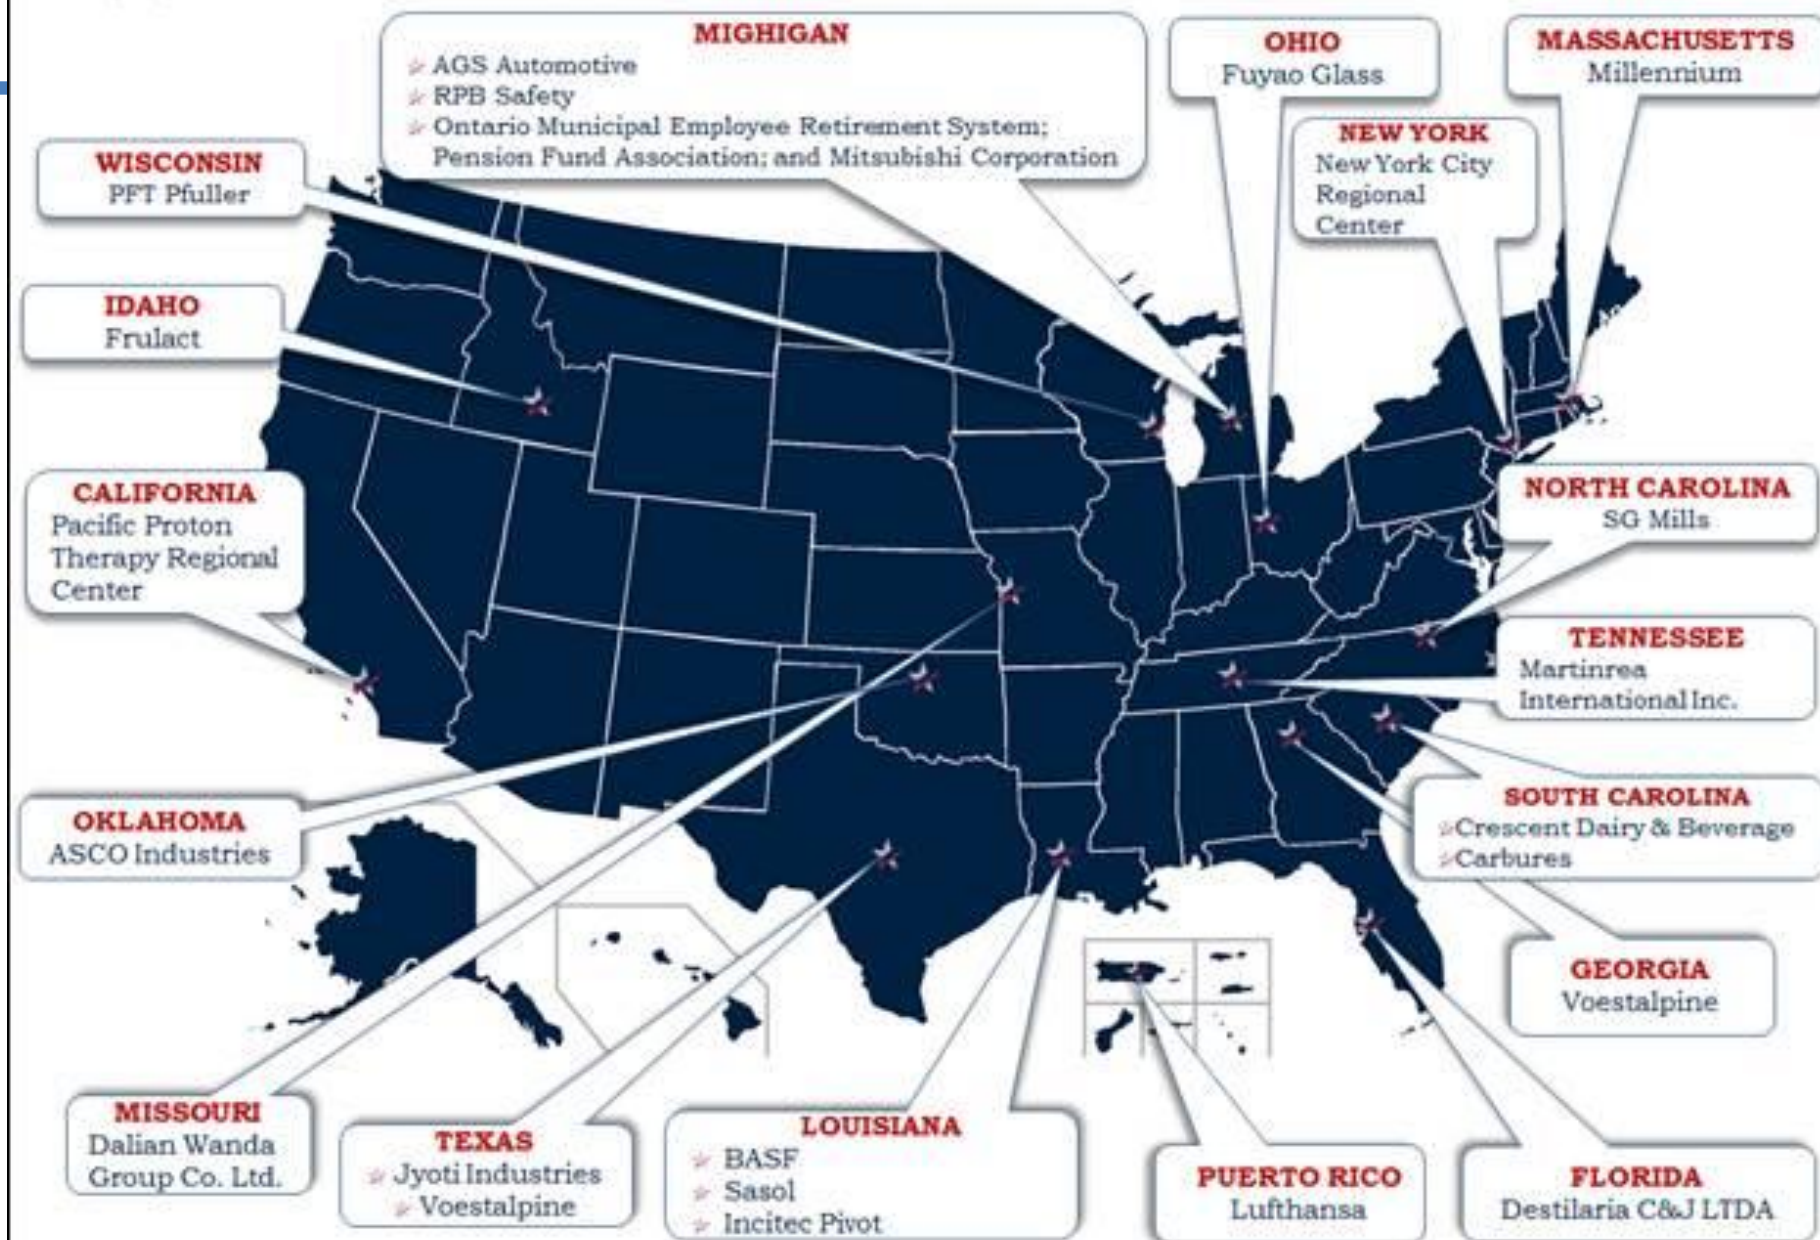 MIGHIGAN
AGS Automotive
RPB Safety
Ontario Municipal Employee Retirement System;
Pension Fund Association; and Mitsubishi Corporation
OHIO
Fuyao Glass
MASSACHUSETTS
Millennium
NEW YORK
New York City
Regional
Center
WISCONSIN
PFT Pfuller
IDAHO
Frulact
CALIFORNIA
Pacific Proton
Therapy Regional
Center
NORTH CAROLINA
SG Mills
TENNESSEE
Martinrea
International Inc.
OKLAHOMA
ASCO Industries
SOUTH CAROLINA
Crescent Dairy & Beverage
Carbures
GEORGIA
Voestalpine
MISSOURI
Dalian Wanda
Group Co. Ltd.
TEXAS
Jyoti Industries
Voestalpine
LOUISIANA
BASF
Sasol
Incitec Pivot
PUERTO RICO
Lufthansa
FLORIDA
Destilaria C&J LTDA